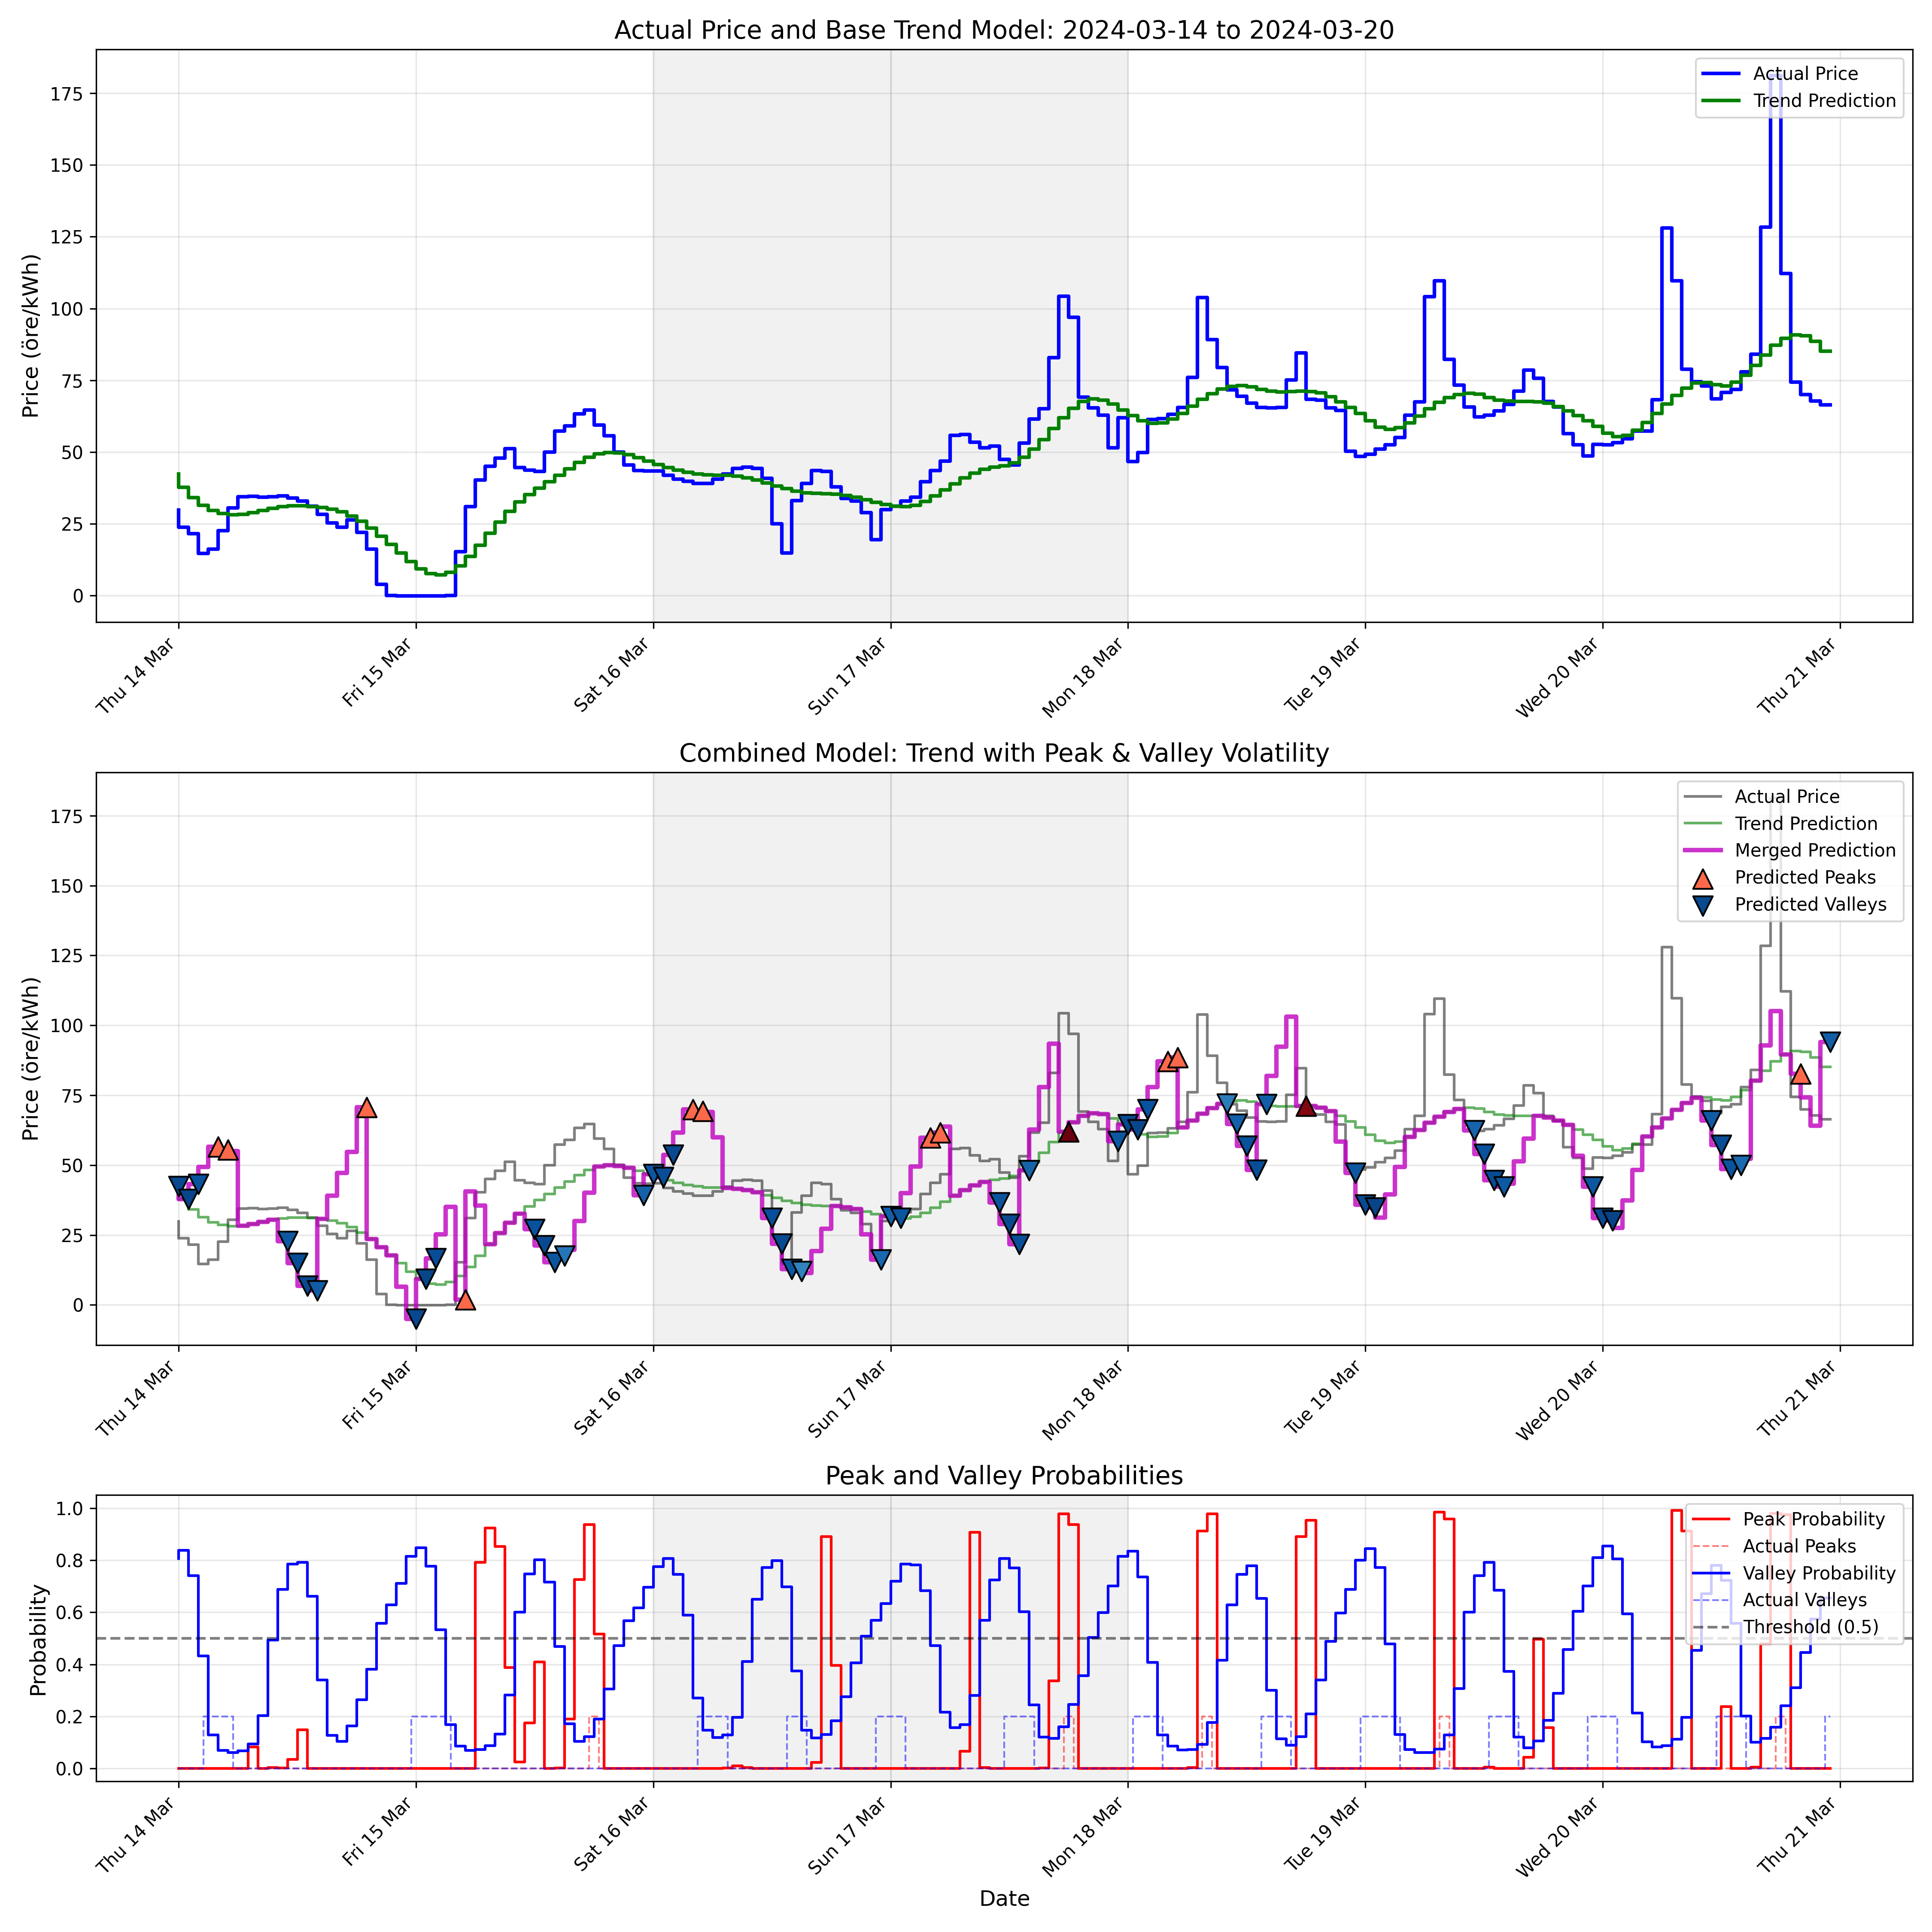 Actual Price and Base Trend Model: 2024-03-14 to 2024-03-20
Price (öre/kWh)
175
150
125
100
75
50
25
0
Actual Price
Trend Prediction
Thu 14 Mar
Fri 15 Mar
Sat 16 Mar
Sun 17 Mar
Mon 18 Mar
Tue 19 Mar
Wed 20 Mar
Thu 21 Mar
Combined Model: Trend with Peak & Valley Volatility
Price (öre/kWh)
175
150
125
100
75
50
25
0
Actual Price
Trend Prediction
Merged Prediction
Predicted Peaks
Predicted Valleys
Thu 14 Mar
Fri 15 Mar
Sat 16 Mar
Sun 17 Mar
Mon 18 Mar
Tue 19 Mar
Wed 20 Mar
Thu 21 Mar
Peak and Valley Probabilities
Probability
1.0
0.8
0.6
0.4
0.2
0.0
Peak Probability
Actual Peaks
Valley Probability
Actual Valleys
Threshold (0.5)
Thu 14 Mar
Fri 15 Mar
Sat 16 Mar
Sun 17 Mar
Mon 18 Mar
Tue 19 Mar
Wed 20 Mar
Thu 21 Mar
Date